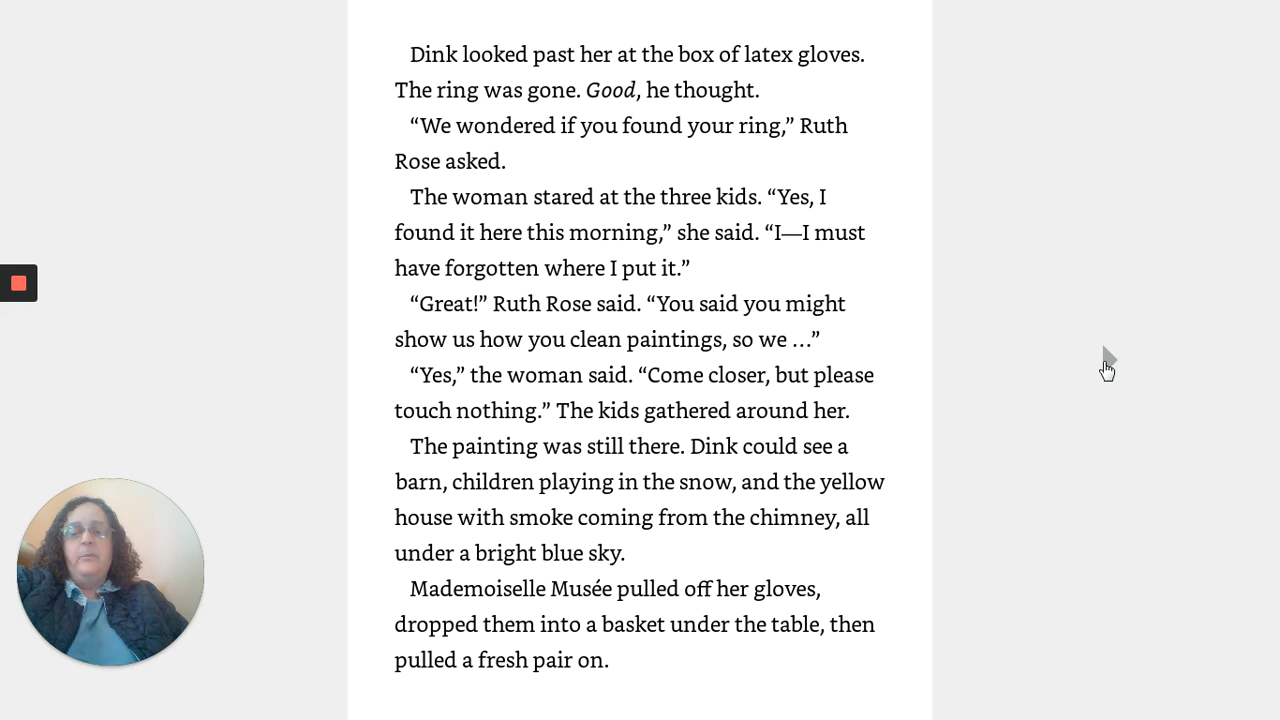 Dink looked past her at the box of latex gloves.
The ring was gone. Good, he thought.
“We wondered if you found your ring,” Ruth
Rose asked.
The woman stared at the three kids. “Yes, I
found it here this morning,” she said. “I—I must
have forgotten where I put it.”
“Great!” Ruth Rose said. “You said you might
show us how you clean paintings, so we …”
“Yes,” the woman said. “Come closer, but please
touch nothing.” The kids gathered around her.
The painting was still there. Dink could see a
barn, children playing in the snow, and the yellow
house with smoke coming from the chimney, all
under a bright blue sky.
Mademoiselle Musée pulled off her gloves,
dropped them into a basket under the table, then
pulled a fresh pair on.